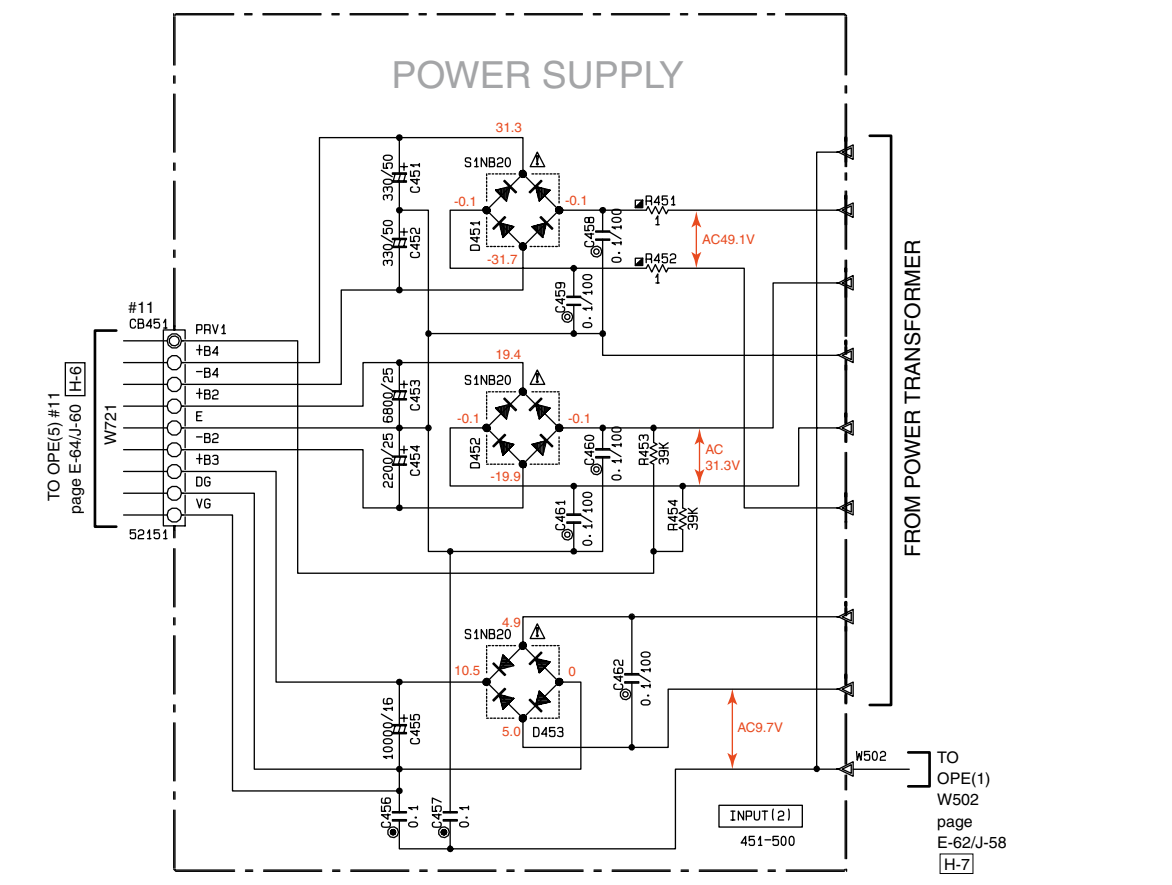 POWER SUPPLY
31.3
S1NB20
330/50
C451
-0.1
-0.1
R451
1
330/50
C452
D451
C458
0.1/100
AC49.1V
-31.7
R452
1
C459
0.1/100
#11
CB451
PRV1
+B4
-B4
+B2
E
-B2
+B3
DG
VG
52151
TO OPE(5) #11
page E-64/J-60 H-6
W721
19.4
S1NB20
6800/25
C453
-0.1
-0.1
2200/25
C454
D452
C460
0.1/100
R453
39K
AC
31.3V
-19.9
C461
0.1/100
R454
39K
FROM POWER TRANSFORMER
4.9
S1NB20
10.5
0
C462
0.1/100
10000/16
C455
5.0
D453
AC9.7V
W502
TO
OPE(1)
W502
page
E-62/J-58
H-7
C456
0.1
C457
0.1
INPUT(2)
451-500